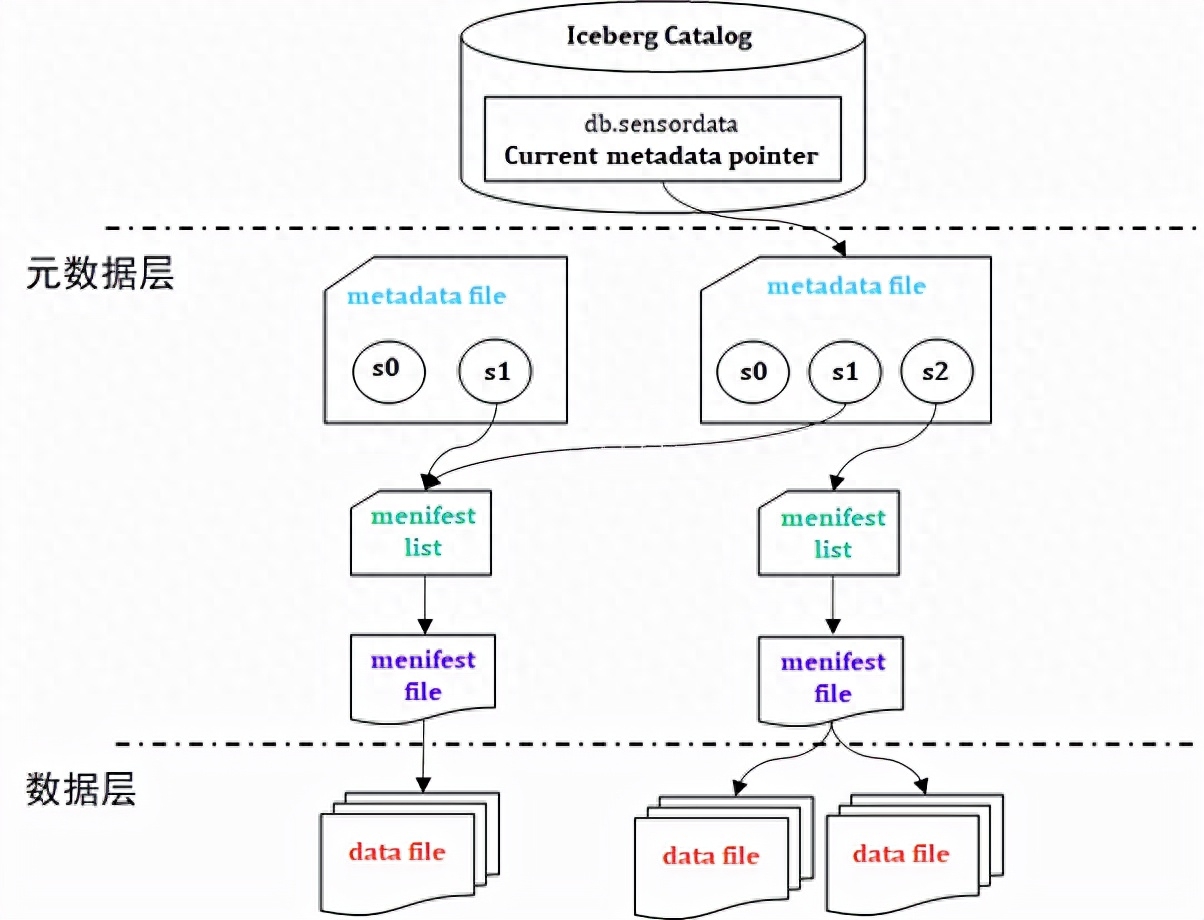 Iceberg Catalog
db.sensordata
Current metadata pointer
元数据层
metadata file
s0
s1
metadata file
s0
s1
s2
menifest
list
menifest
list
menifest
file
menifest
file
数据层
data file
data file
data file